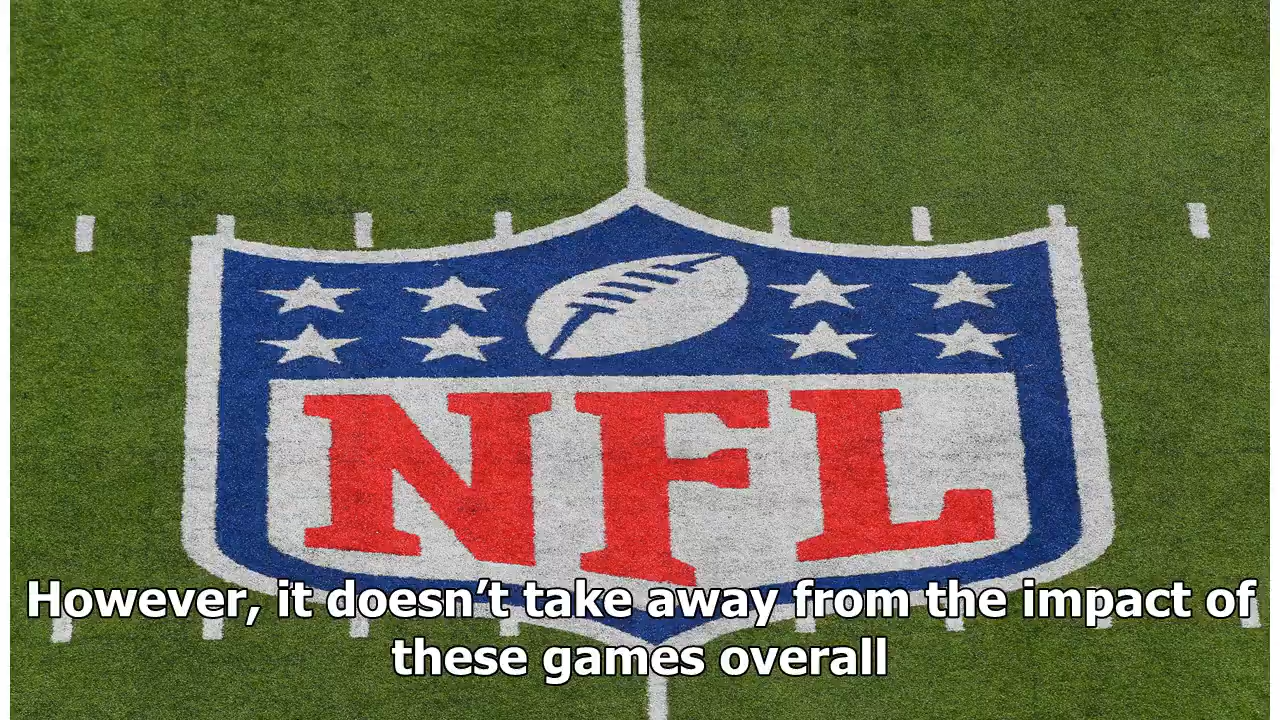 NFL
However, it doesn’t take away from the impact of
these games overall